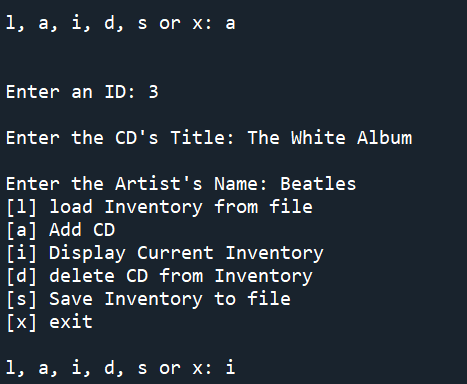 l, a, i, d, s or x: a
Enter an ID: 3
Enter the CD's Title: The White Album
Enter the Artist's Name: Beatles
[l] load Inventory from file
[a] Add CD
[i] Display Current Inventory
[d] delete CD from Inventory
[s] Save Inventory to file
[x] exit
l, a, i, d, s or x: i